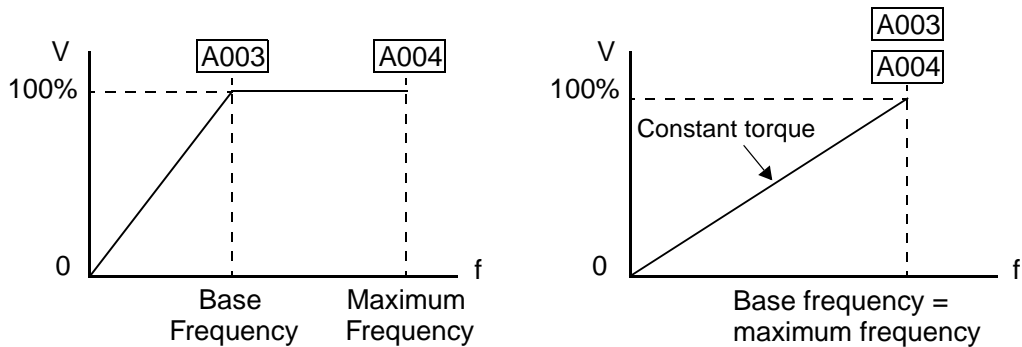 A003
A004
V
100%
0
f
Base
Frequency
Maximum
Frequency
A003
A004
V
100%
Constant torque
0
f
Base frequency =
maximum frequency